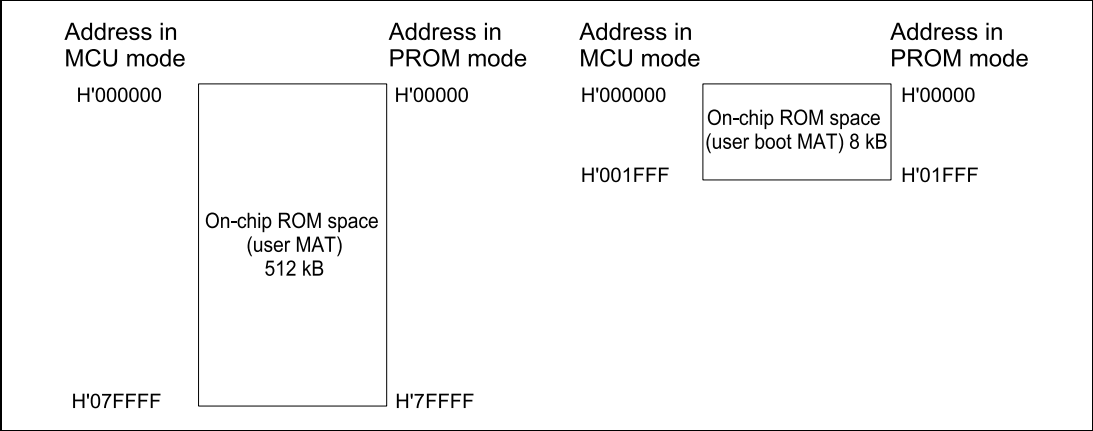 Address in
MCU mode
Address in
PROM mode
H'000000
H'00000
On-chip ROM space
(user MAT)
512 kB
H'07FFFF
H'7FFFF
Address in
MCU mode
Address in
PROM mode
H'000000
H'00000
On-chip ROM space
(user boot MAT) 8 kB
H'001FFF
H'01FFF